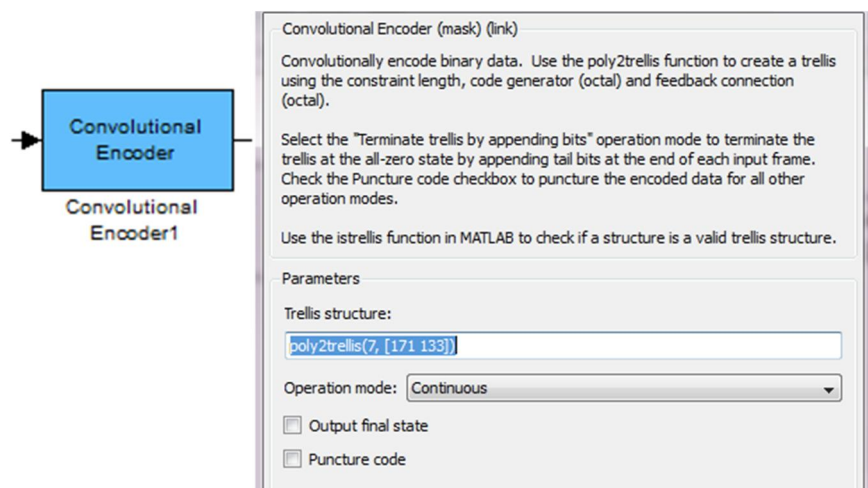 Convolutional
Encoder
Convolutional
Encoder1
Convolutional Encoder (mask) (link)
Convolutionally encode binary data.  Use the poly2trellis function to create a trellis
using the constraint length, code generator (octal) and feedback connection
(octal).
Select the "Terminate trellis by appending bits" operation mode to terminate the
trellis at the all-zero state by appending tail bits at the end of each input frame.
Check the Puncture code checkbox to puncture the encoded data for all other
operation modes.
Use the istrellis function in MATLAB to check if a structure is a valid trellis structure.
Parameters
Trellis structure:
poly2trellis(7, [171 133])
Operation mode: Continuous
Output final state
Puncture code